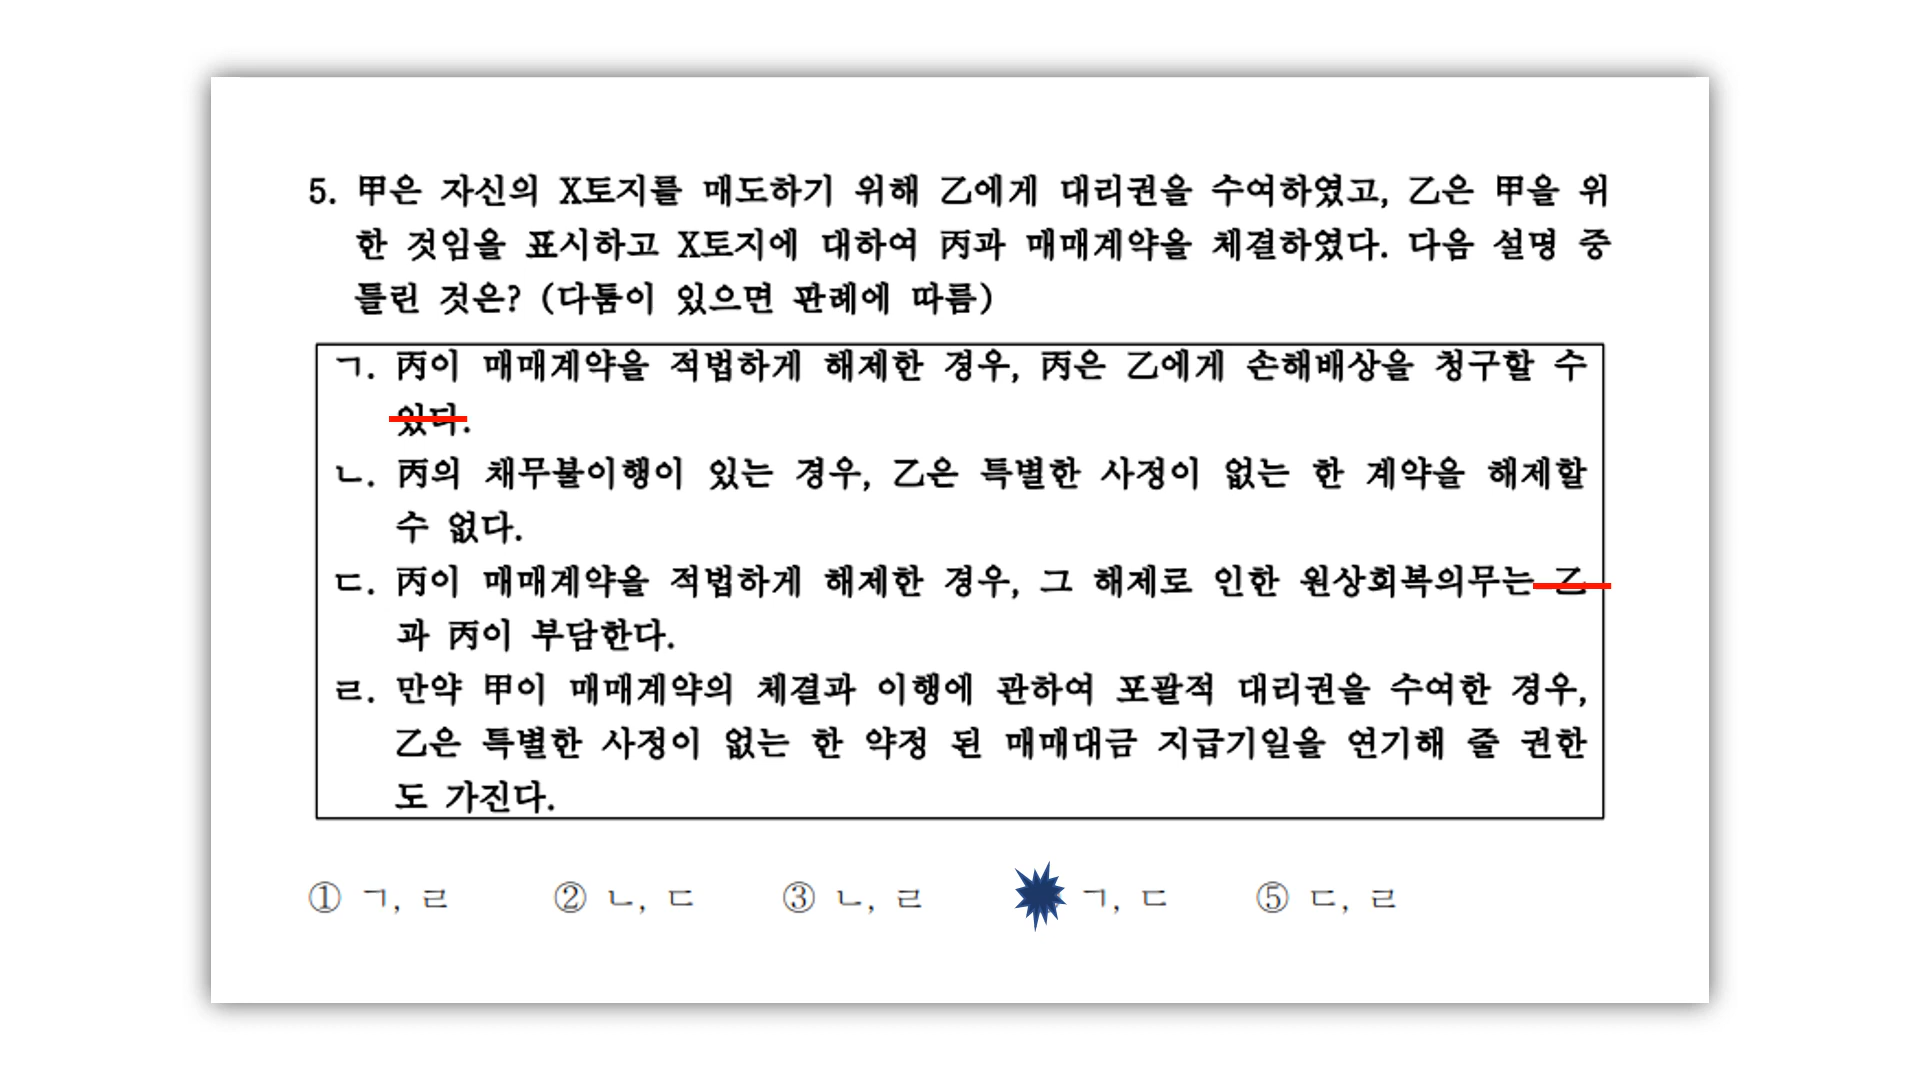 5. 甲은 자신의 X토지를 매도하기 위해 乙에게 대리권을 수여하였고, 乙은 甲을 위
한 것임을 표시하고 X토지에 대하여 丙과 매매계약을 체결하였다. 다음 설명 중
틀린 것은? (다툼이 있으면 판례에 따름)
ㄱ. 丙이 매매계약을 적법하게 해제한 경우, 丙은 乙에게 손해배상을 청구할 수
있다.
ㄴ. 丙의 채무불이행이 있는 경우, 乙은 특별한 사정이 없는 한 계약을 해제할
수 없다.
ㄷ. 丙이 매매계약을 적법하게 해제한 경우, 그 해제로 인한 원상회복의무는 乙
과 丙이 부담한다.
ㄹ. 만약 甲이 매매계약의 체결과 이행에 관하여 포괄적 대리권을 수여한 경우,
乙은 특별한 사정이 없는 한 약정 된 매매대금 지급기일을 연기해 줄 권한
도 가진다.
① ㄱ, ㄹ ② ㄴ, ㄷ ③ ㄴ, ㄹ ㄱ, ㄷ ⑤ ㄷ, ㄹ